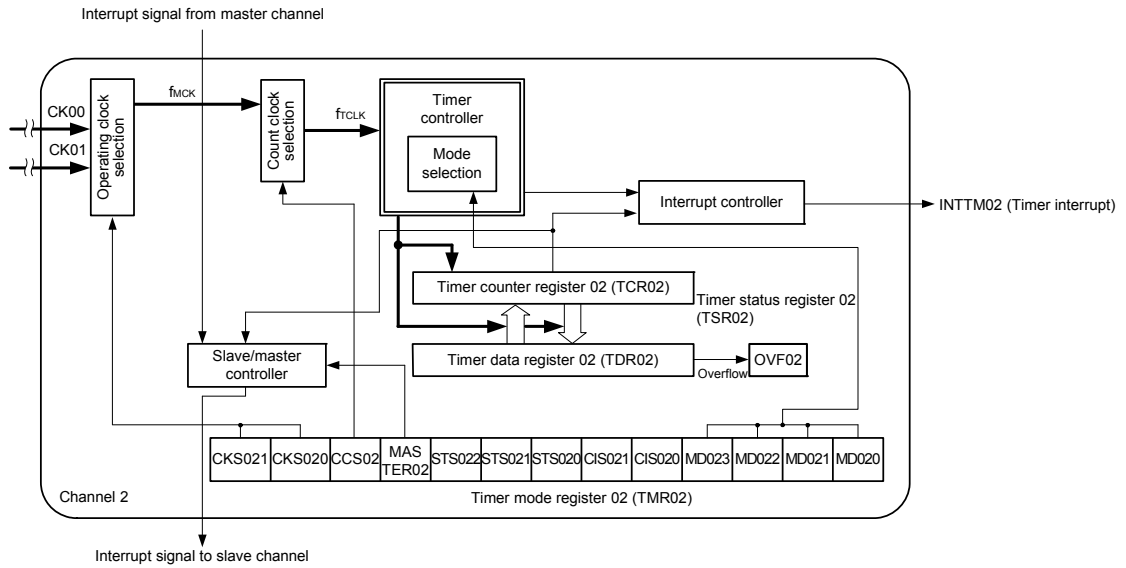 Interrupt signal from master channel
CK00
CK01
Operating clock
selection
fMCK
Count clock
selection
fTCLK
Timer
controller
Mode
selection
Interrupt controller
INTTM02 (Timer interrupt)
Timer counter register 02 (TCR02)
Timer status register 02
(TSR02)
Slave/master
controller
Timer data register 02 (TDR02)
Overflow
OVF02
CKS021
CKS020
CCS02
MAS
TER02
STS022
STS021
STS020
CIS021
CIS020
MD023
MD022
MD021
MD020
Channel 2
Timer mode register 02 (TMR02)
Interrupt signal to slave channel